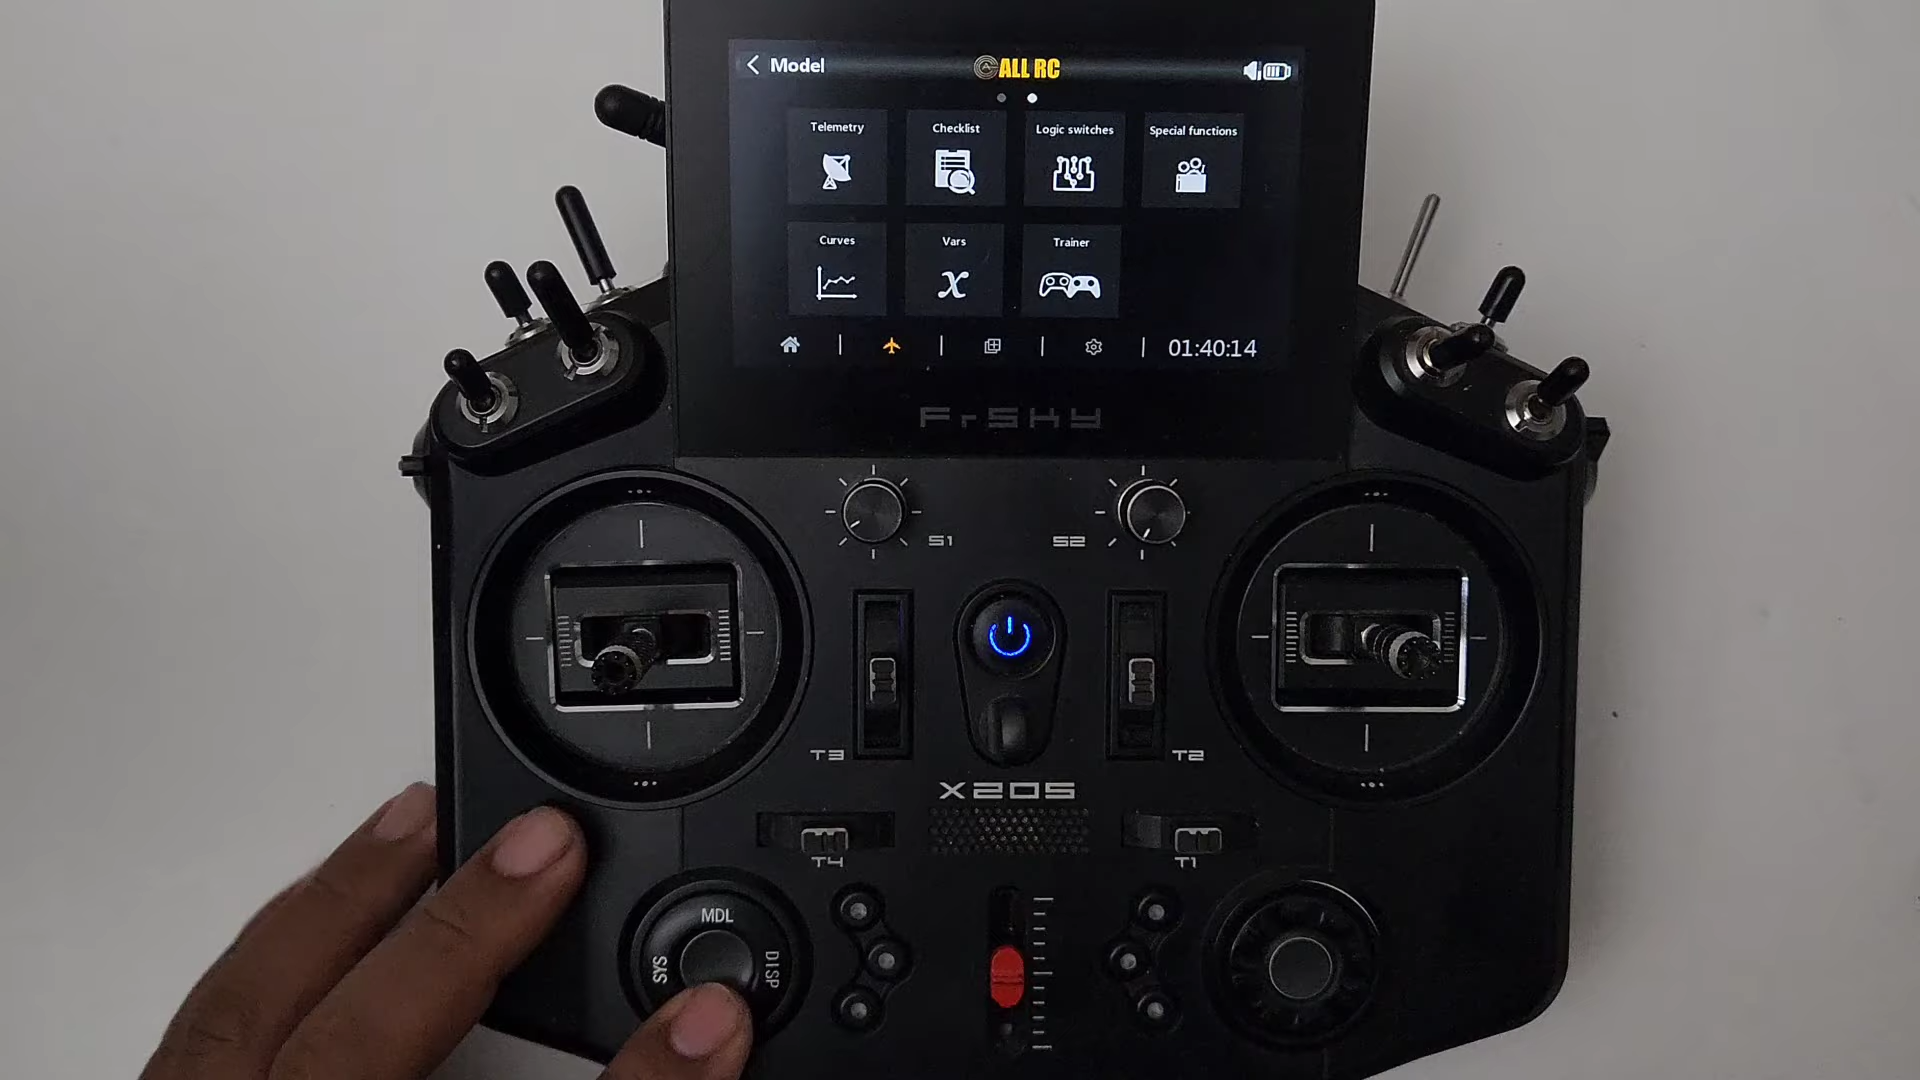 Model
ALL RC
Telemetry
Checklist
Logic switches
Special functions
Curves
Vars
Trainer
01:40:14
FrSKY
S1
S2
T3
T2
X20S
T4
T1
MDL
SYS
DISP